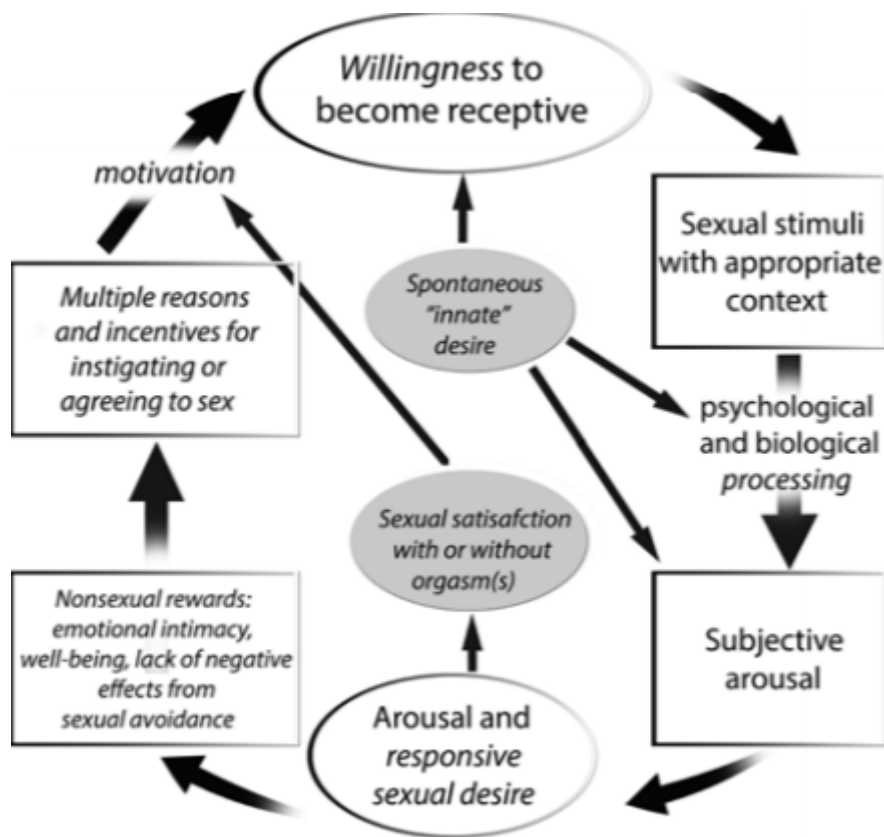 Willingness to
become receptive
motivation
Sexual stimuli
with appropriate
context
Multiple reasons
and incentives for
instigating or
agreeing to sex
Spontaneous
"innate"
desire
psychological
and biological
processing
Sexual satisafction
with or without
orgasm(s)
Nonsexual rewards:
emotional intimacy,
well-being, lack of negative
effects from
sexual avoidance
Subjective
arousal
Arousal and
responsive
sexual desire